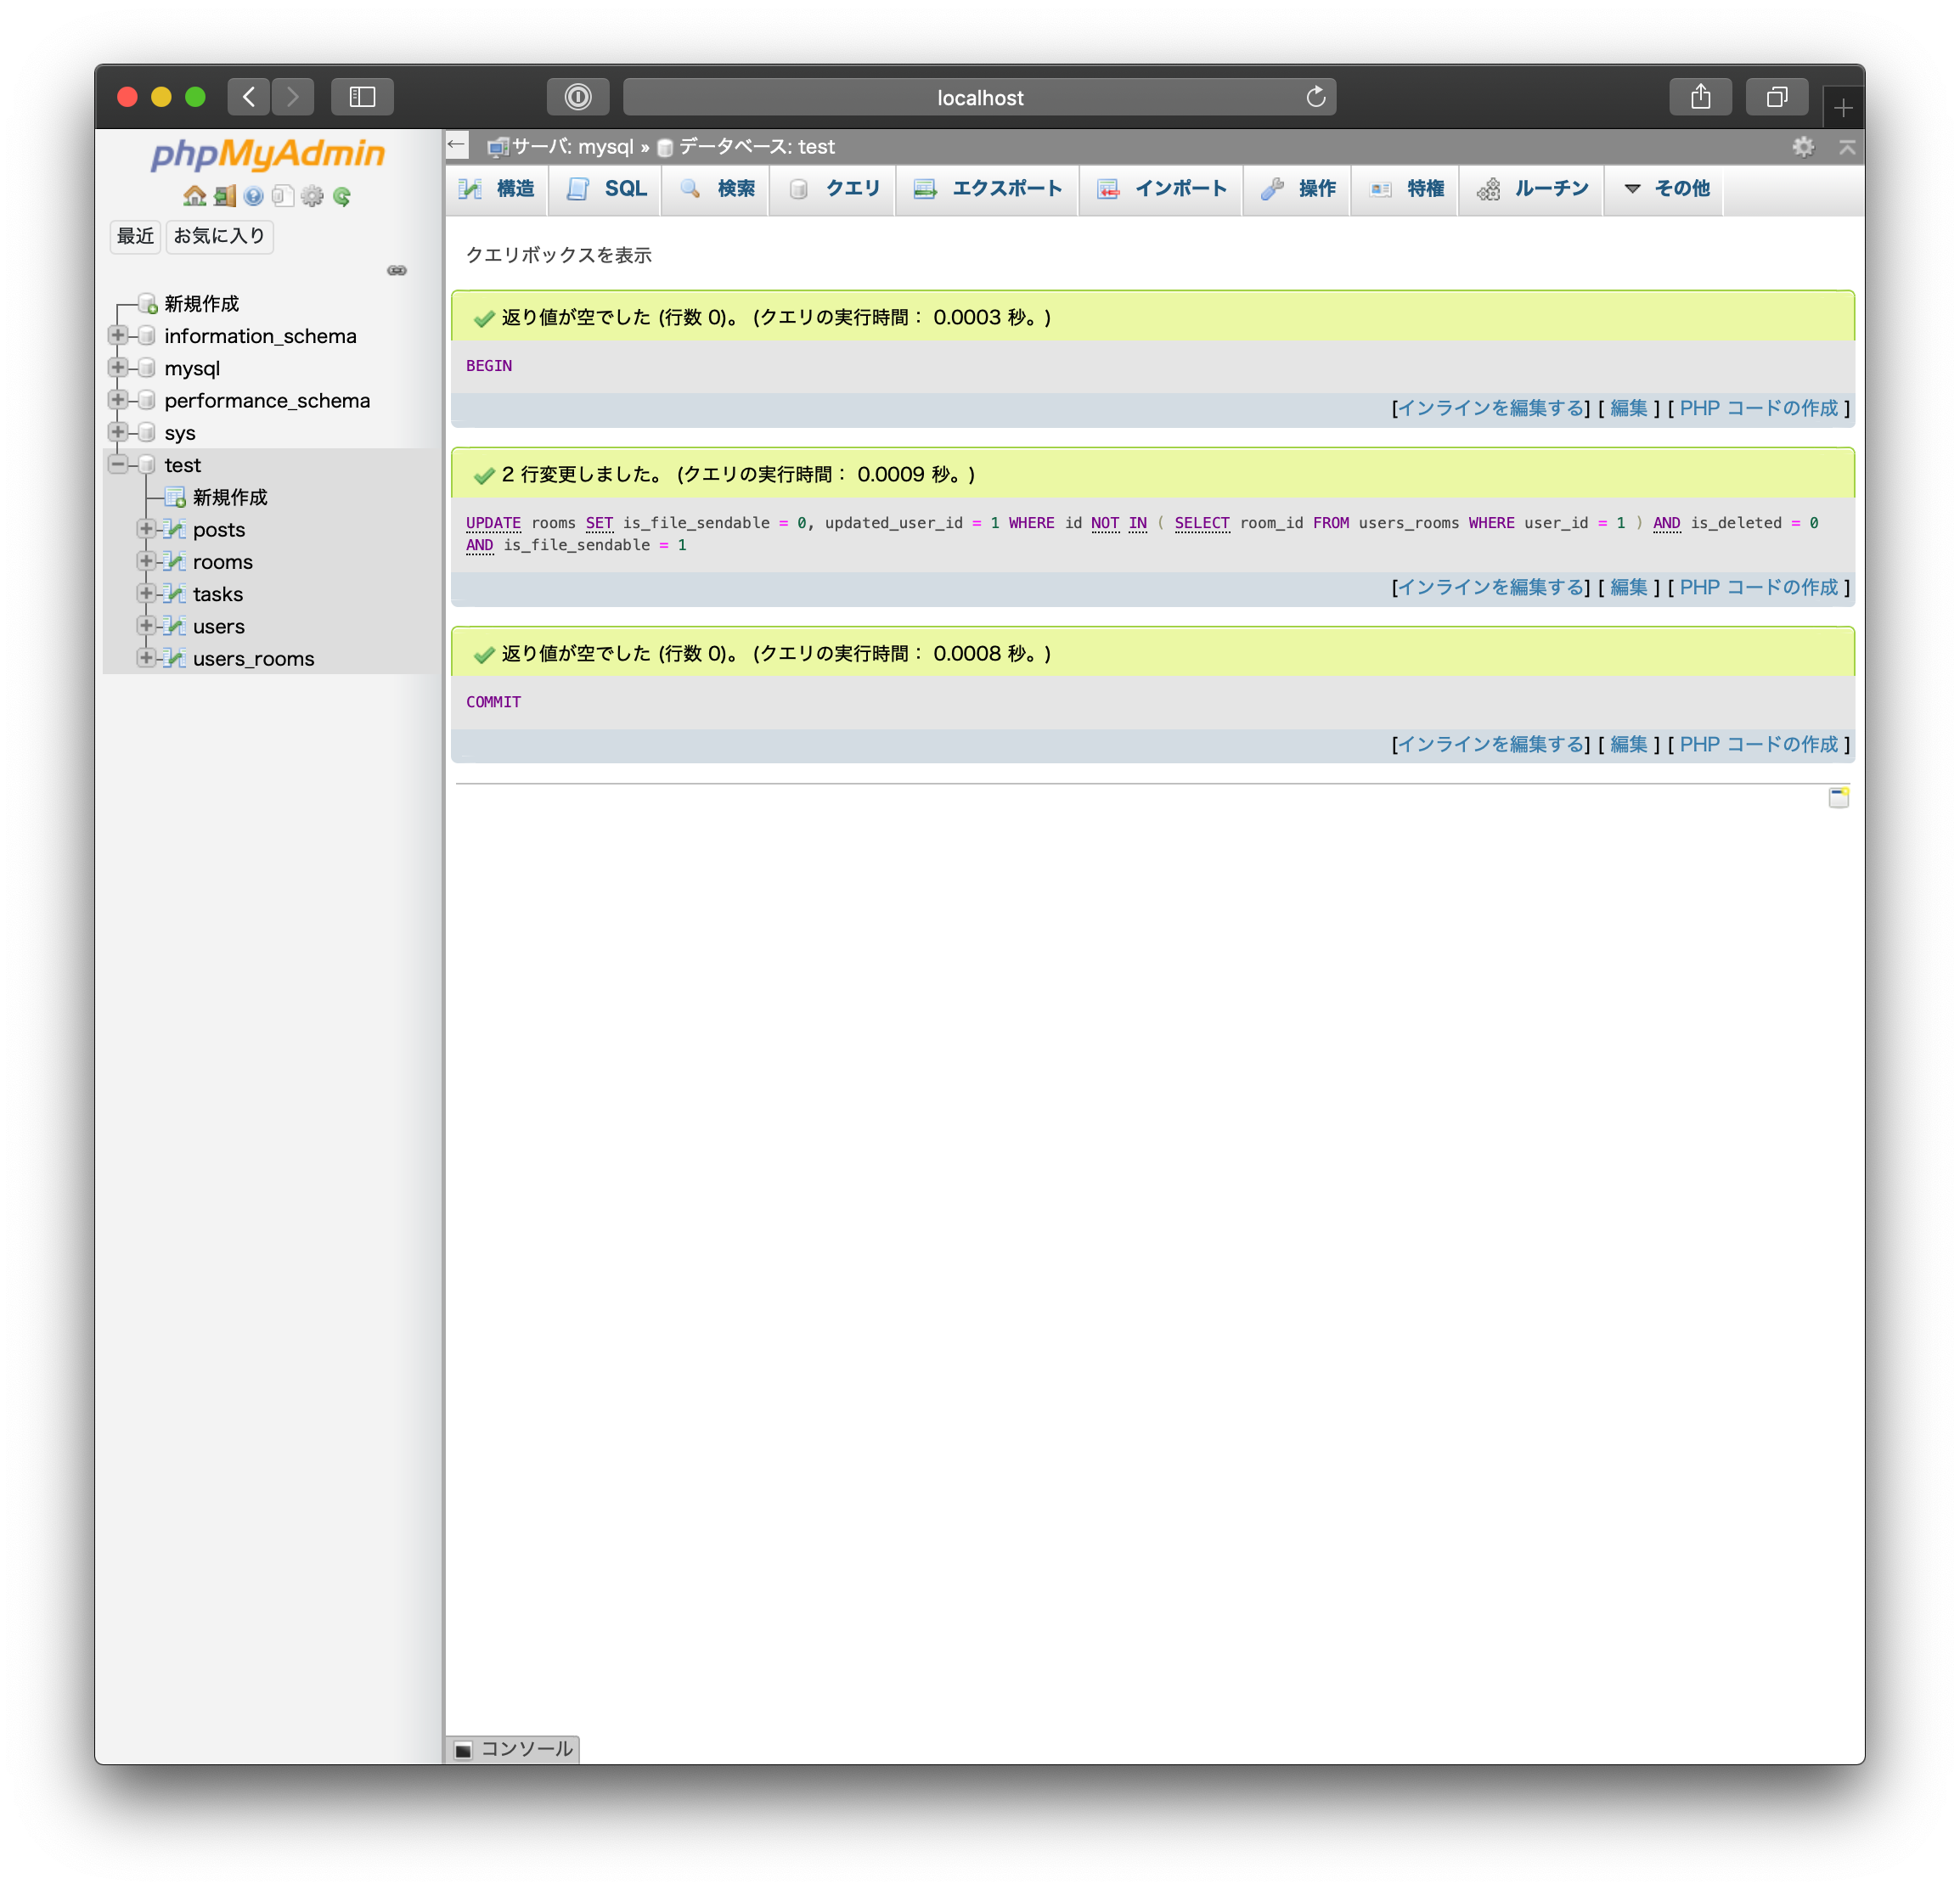 localhost
phpMyAdmin
最近 お気に入り
新規作成
information_schema
mysql
performance_schema
sys
test
新規作成
posts
rooms
tasks
users
users_rooms
サーバ: mysql » データベース: test
構造 SQL 検索 クエリ エクスポート インポート 操作 特権 ルーチン その他
クエリボックスを表示
返り値が空でした (行数 0)。 (クエリの実行時間： 0.0003 秒。)
BEGIN
[インラインを編集する] [ 編集 ] [ PHP コードの作成 ]
2 行変更しました。 (クエリの実行時間： 0.0009 秒。)
UPDATE rooms SET is_file_sendable = 0, updated_user_id = 1 WHERE id NOT IN ( SELECT room_id FROM users_rooms WHERE user_id = 1 ) AND is_deleted = 0
AND is_file_sendable = 1
[インラインを編集する] [ 編集 ] [ PHP コードの作成 ]
返り値が空でした (行数 0)。 (クエリの実行時間： 0.0008 秒。)
COMMIT
[インラインを編集する] [ 編集 ] [ PHP コードの作成 ]
コンソール